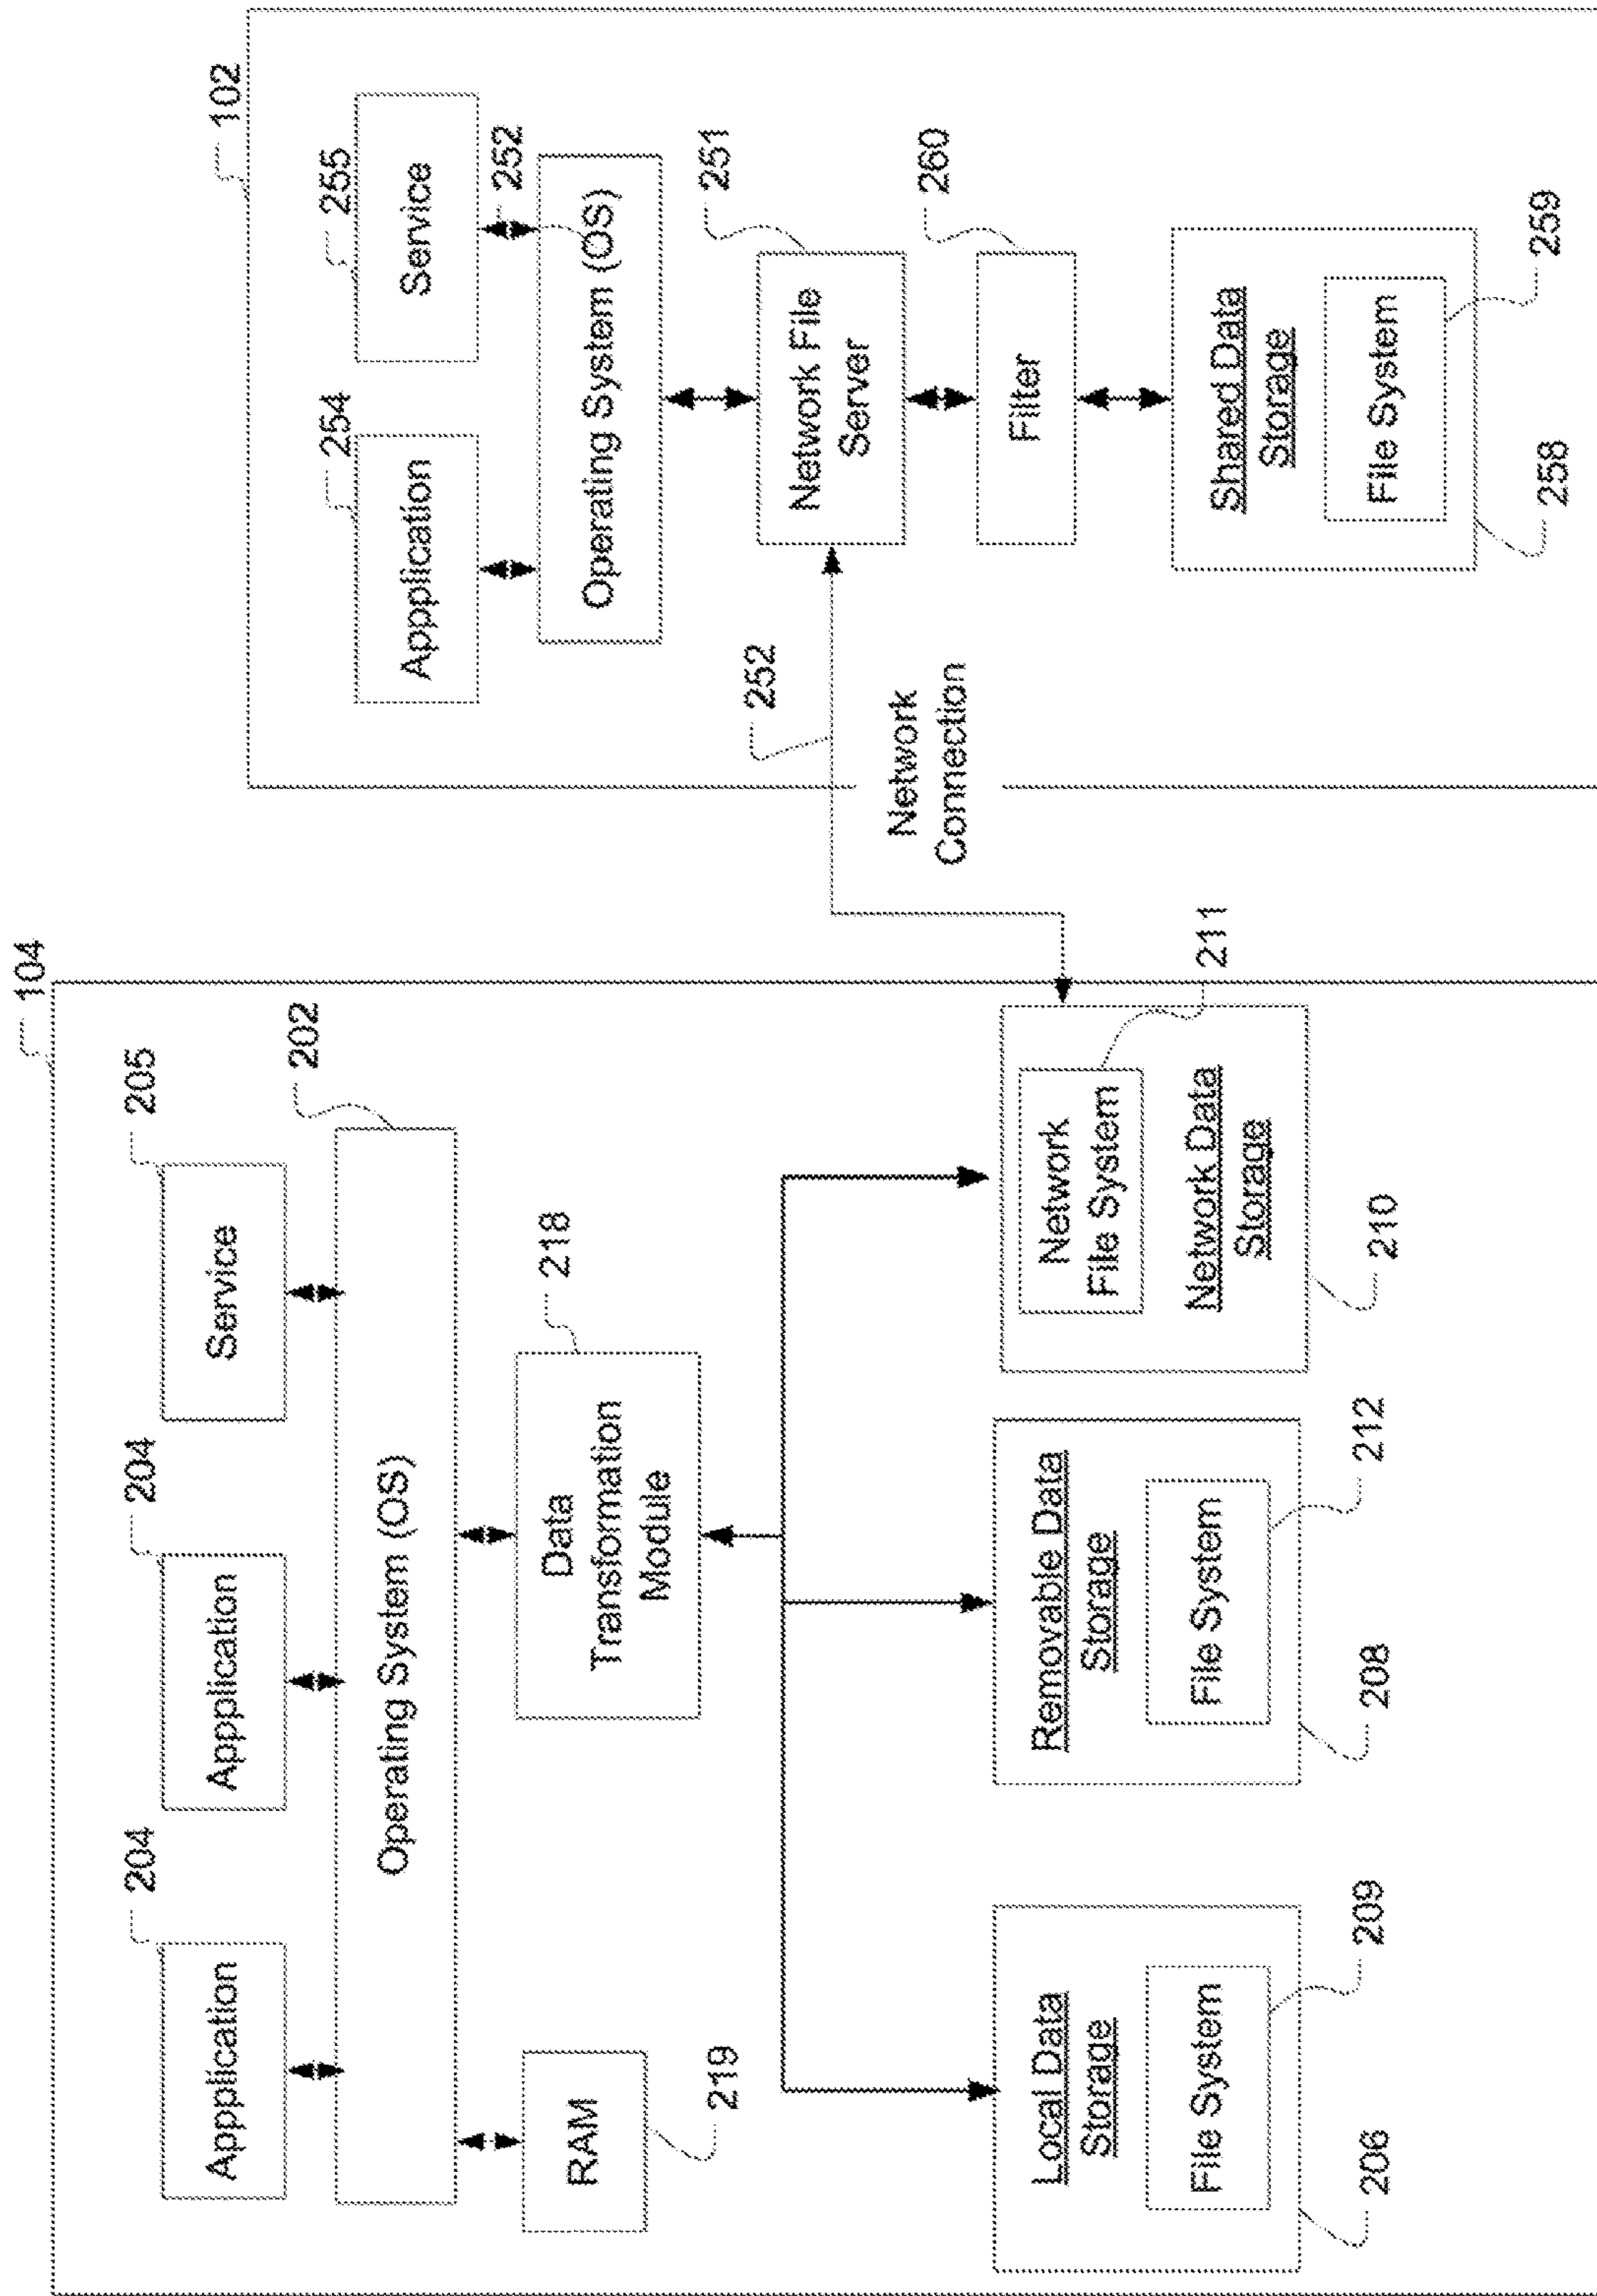 104
204
204
205
Application
Application
Service
202
Operating System (OS)
218
RAM
219
Data
Transformation
Module
Local Data
Storage
File System
209
206
Removable Data
Storage
File System
212
208
Network
File System
Network Data
Storage
211
210
102
254
255
Application
Service
252
Operating System (OS)
252
Network
Connection
251
Network File
Server
260
Filter
Shared Data
Storage
File System
259
258